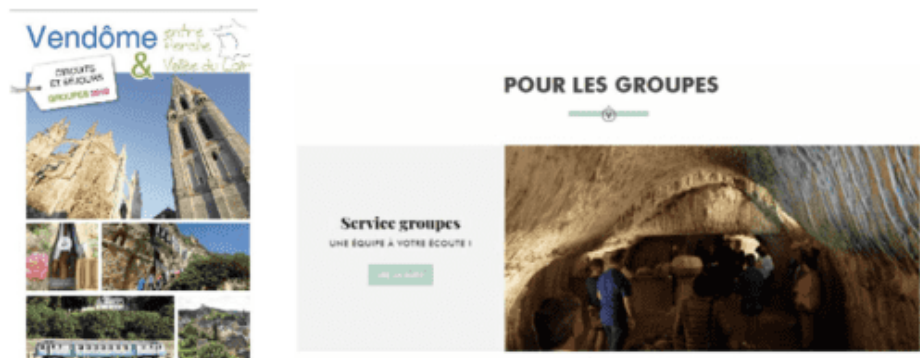 Vendôme entre
Perche
&
Vallée du Loir
CIRCUITS
ET SÉJOURS
GROUPES
POUR LES GROUPES
Service groupes
UNE ÉQUIPE À VOTRE ÉCOUTE !